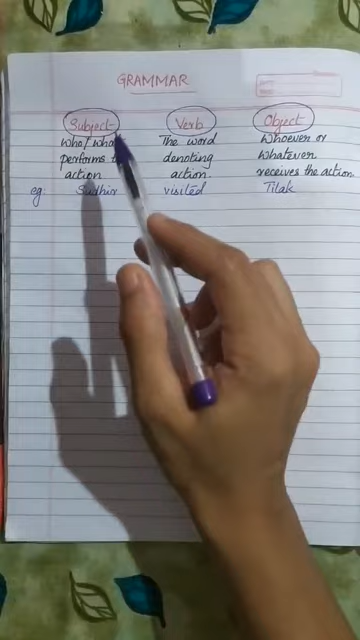 GRAMMAR
Subject Verb Object
Who/ The word Whoever or
performs denoting whatever
action action. receives the action.
eg: Sudhir visited Tilak